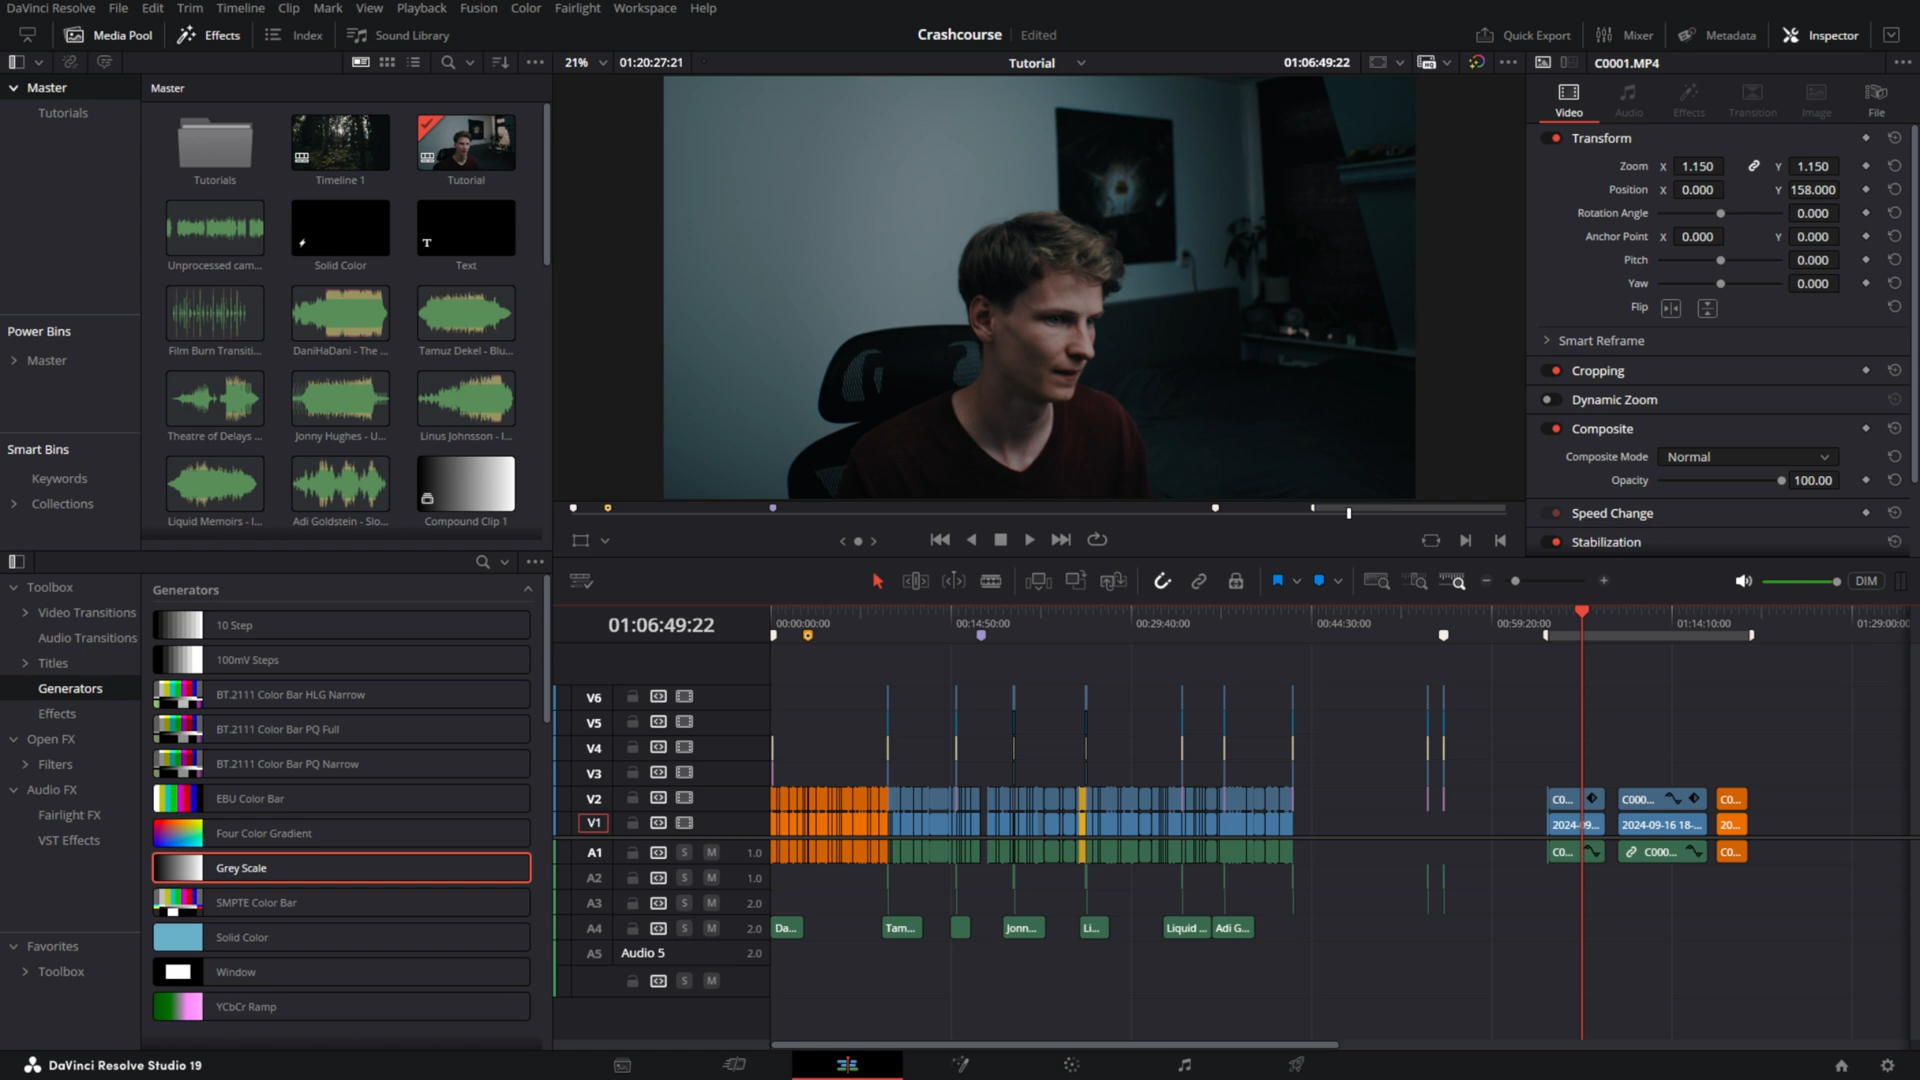 DaVinci Resolve File Edit Trim Timeline Clip Mark View Playback Fusion Color Fairlight Workspace Help
Media Pool Effects Index Sound Library Crashcourse Edited Quick Export Mixer Metadata Inspector
21% 01:20:27:21 Tutorial 01:06:49:22 C0001.MP4
Master
Tutorials
Power Bins
Master
Smart Bins
Keywords
Collections
Master
Tutorials Timeline 1 Tutorial
Unprocessed cam... Solid Color Text
Film Burn Transiti... DaniHaDani - The ... Tamuz Dekel - Blu...
Theatre of Delays ... Jonny Hughes - U... Linus Johnsson - I...
Liquid Memoirs - I... Adi Goldstein - Slo... Compound Clip 1
T
Video Audio Effects Transition Image File
Transform
Zoom X 1.150 Y 1.150
Position X 0.000 Y 158.000
Rotation Angle 0.000
Anchor Point X 0.000 Y 0.000
Pitch 0.000
Yaw 0.000
Flip
Smart Reframe
Cropping
Dynamic Zoom
Composite
Composite Mode Normal
Opacity 100.00
Speed Change
Stabilization
Toolbox
Video Transitions
Audio Transitions
Titles
Generators
Effects
Open FX
Filters
Audio FX
Fairlight FX
VST Effects
Favorites
Toolbox
Generators
10 Step
100mV Steps
BT.2111 Color Bar HLG Narrow
BT.2111 Color Bar PQ Full
BT.2111 Color Bar PQ Narrow
EBU Color Bar
Four Color Gradient
Grey Scale
SMPTE Color Bar
Solid Color
Window
YCbCr Ramp
DIM
01:06:49:22 00:00:00:00 00:14:50:00 00:29:40:00 00:44:30:00 00:59:20:00 01:14:10:00 01:29:00:00
V6
V5
V4
V3
V2 C0... C000... C0...
V1 2024-09... 2024-09-16 18-... 20...
A1 S M 1.0 C0... C000... C0...
A2 S M 1.0
A3 S M 2.0
A4 S M 2.0 Da... Tam... Jonn... Li... Liquid ... Adi G...
A5 Audio 5 2.0
S M
DaVinci Resolve Studio 19